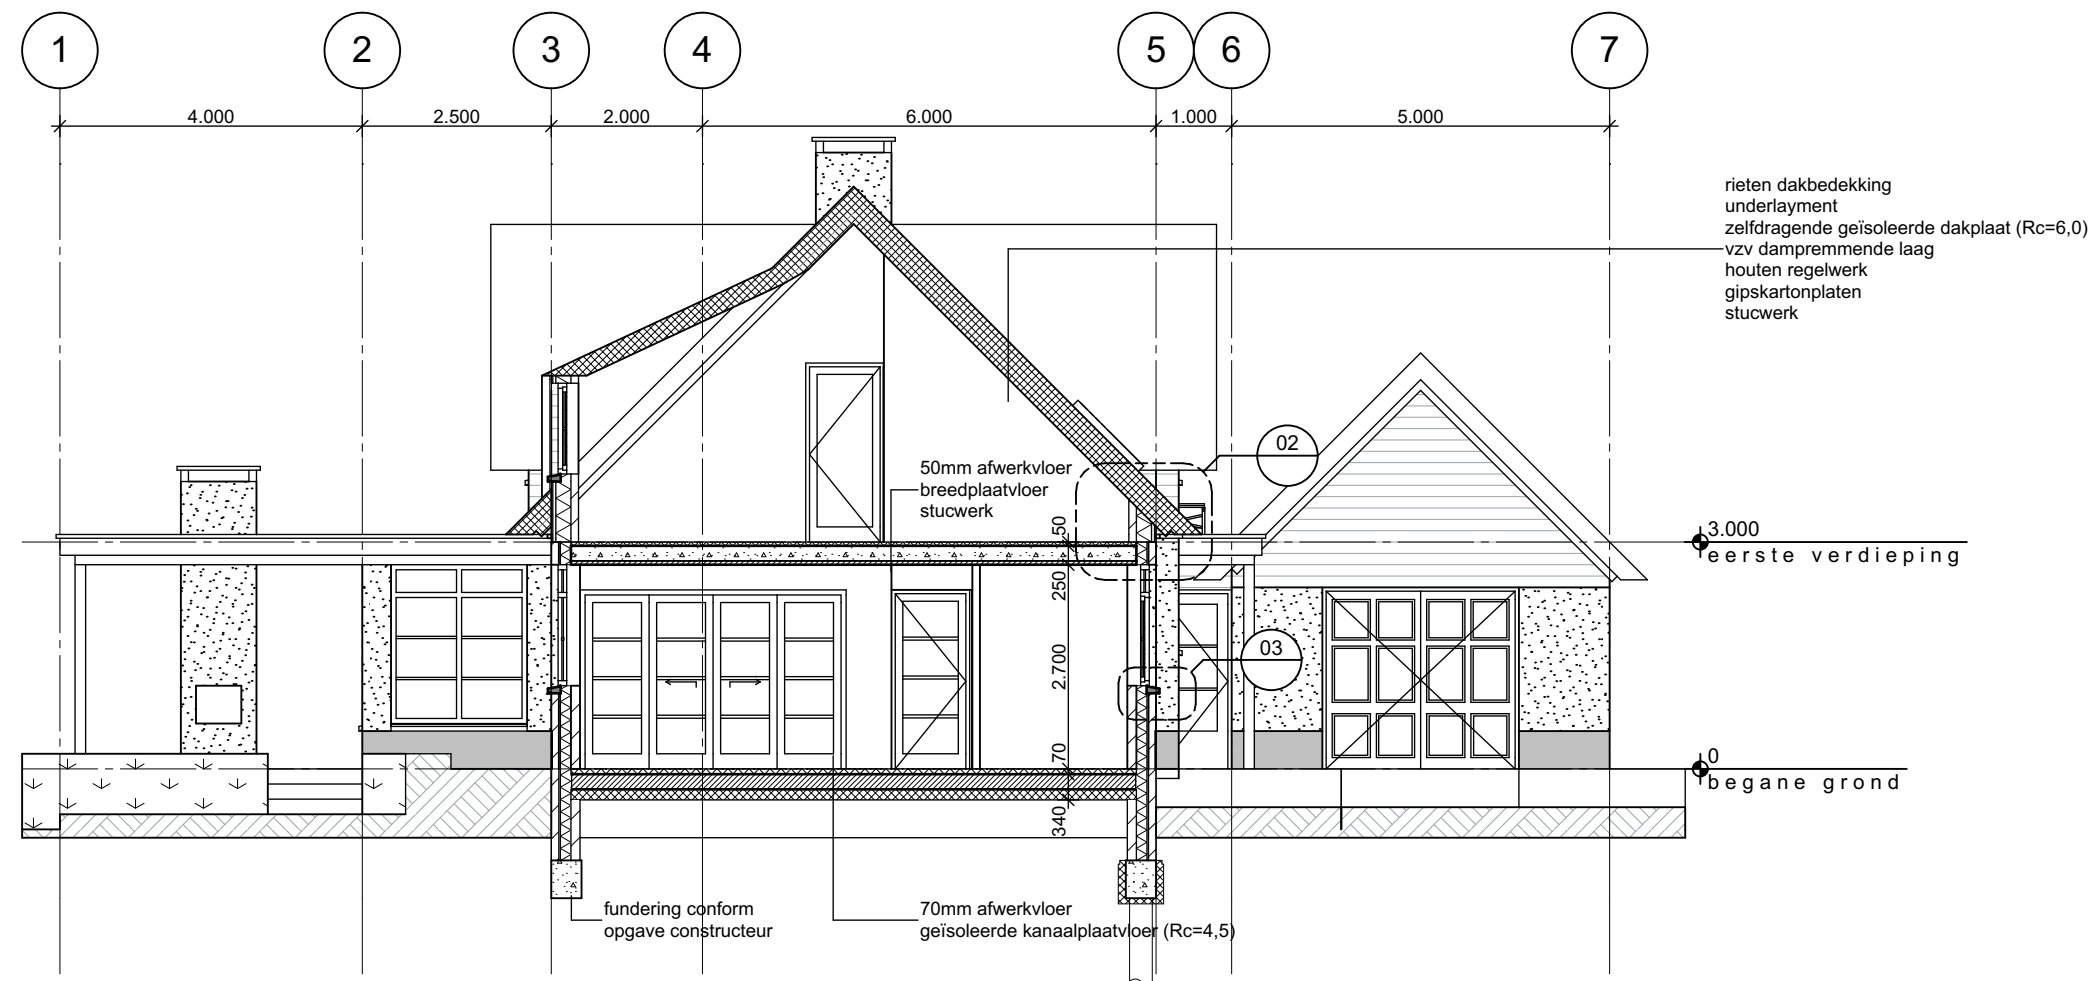 1 2 3 4 5 6 7
4.000 2.500 2.000 6.000 1.000 5.000
rieten dakbedekking
underlayment
zelfdragende geïsoleerde dakplaat (Rc=6,0)
vzv dampremmende laag
houten regelwerk
gipskartonplaten
stucwerk
02
50mm afwerkvloer
breedplaatvloer
stucwerk
50
3.000
eerste verdieping
250
03
2.700
70
0
begane grond
340
fundering conform
opgave constructeur
70mm afwerkvloer
geïsoleerde kanaalplaatvloer (Rc=4,5)